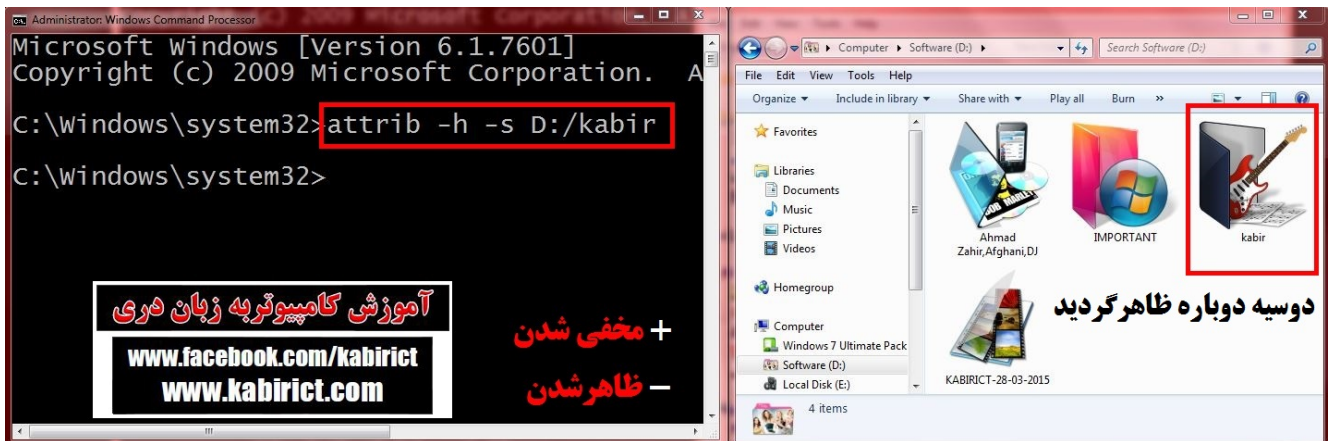 Administrator: Windows Command Processor
Microsoft Windows [Version 6.1.7601]
Copyright (c) 2009 Microsoft Corporation. A
C:\Windows\system32>attrib -h -s D:/kabir
C:\Windows\system32>
آموزش کامپیوتربه زبان دری
www.facebook.com/kabirict
www.kabirict.com
+ مخفی شدن
– ظاهرشدن
Computer
Software (D:)
Search Software (D:)
File Edit View Tools Help
Organize Include in library Share with Play all Burn »
Favorites
Libraries
Documents
Music
Pictures
Videos
Homegroup
Computer
Windows 7 Ultimate Pack
Software (D:)
Local Disk (E:)
BOB MARLEY
Ahmad
Zahir,Afghani,DJ
IMPORTANT
kabir
دوسیه دوباره ظاهرگردید
KABIRICT-28-03-2015
4 items